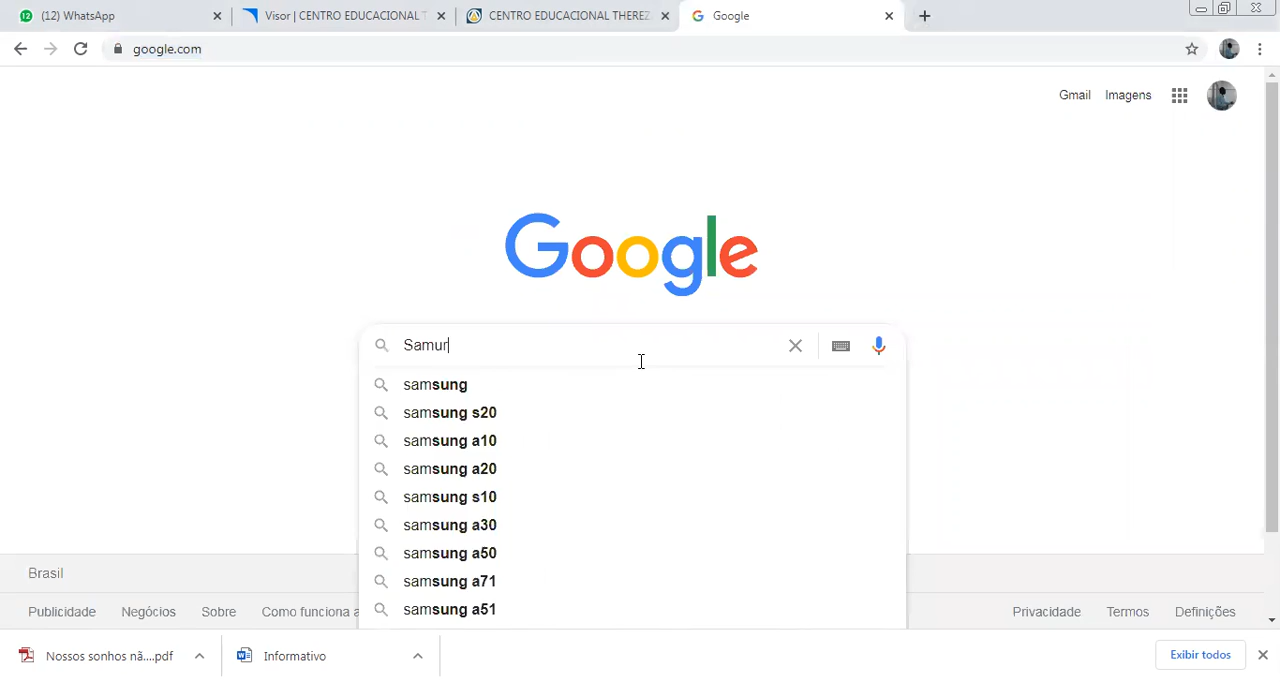 (12) WhatsApp
Visor | CENTRO EDUCACIONAL T
CENTRO EDUCACIONAL THEREZ
Google
google.com
Gmail Imagens
Google
Samur
samsung
samsung s20
samsung a10
samsung a20
samsung s10
samsung a30
samsung a50
samsung a71
samsung a51
Brasil
Publicidade Negócios Sobre Como funciona a Privacidade Termos Definições
Nossos sonhos nã....pdf Informativo Exibir todos